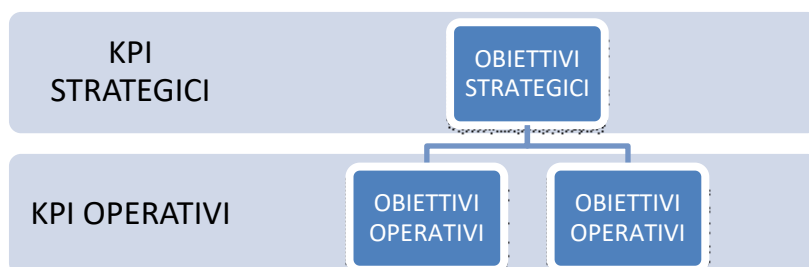 KPI
STRATEGICI
OBIETTIVI
STRATEGICI
KPI OPERATIVI
OBIETTIVI
OPERATIVI
OBIETTIVI
OPERATIVI